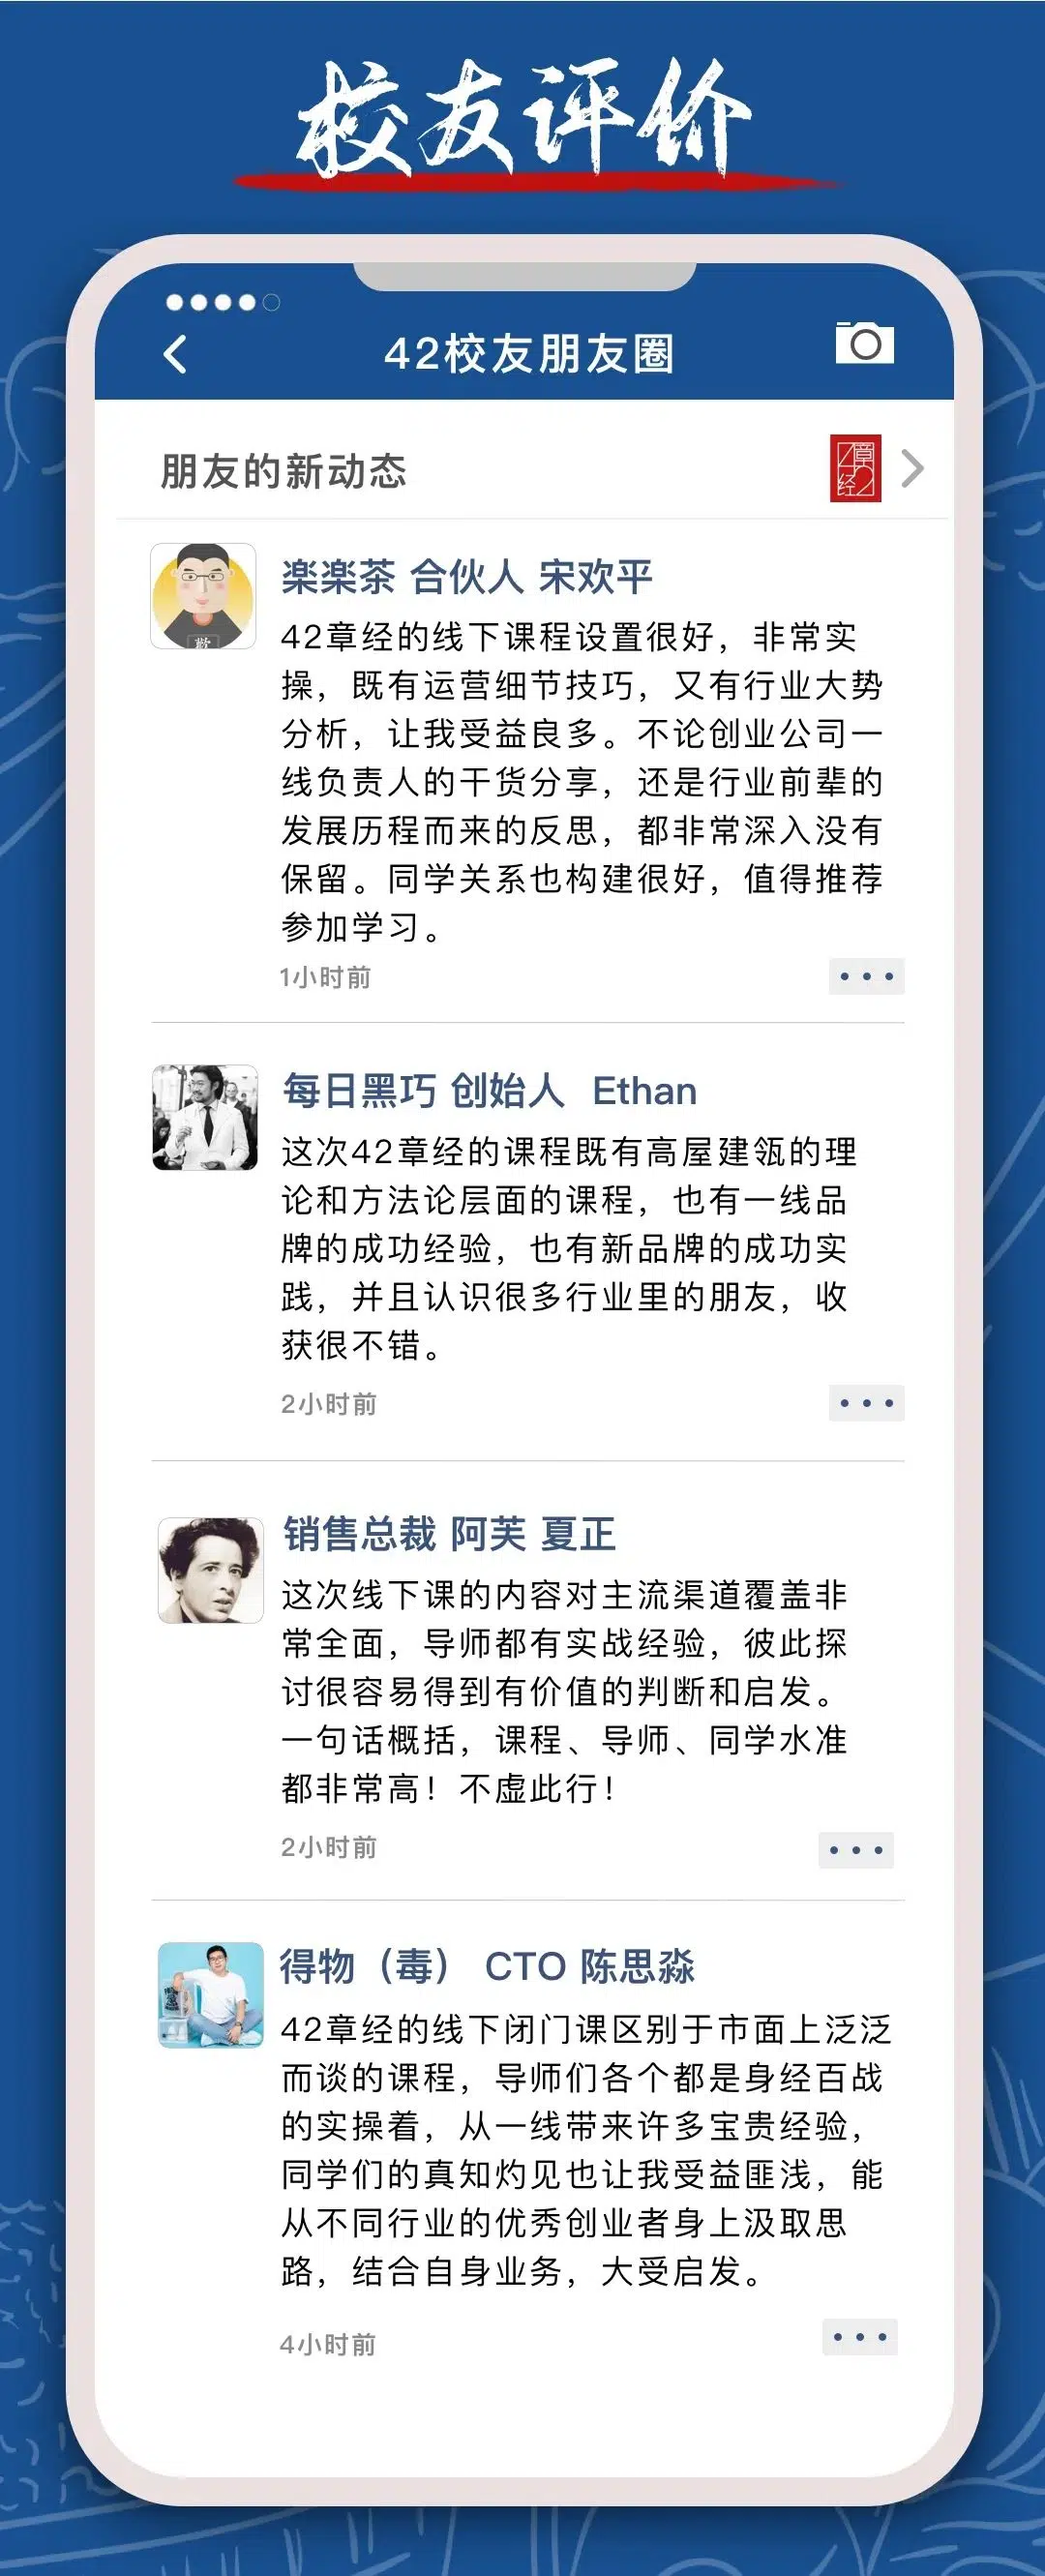 校友评价
42校友朋友圈
朋友的新动态
42章经
楽楽茶 合伙人 宋欢平
42章经的线下课程设置很好，非常实
操，既有运营细节技巧，又有行业大势
分析，让我受益良多。不论创业公司一
线负责人的干货分享，还是行业前辈的
发展历程而来的反思，都非常深入没有
保留。同学关系也构建很好，值得推荐
参加学习。
1小时前
每日黑巧 创始人 Ethan
这次42章经的课程既有高屋建瓴的理
论和方法论层面的课程，也有一线品
牌的成功经验，也有新品牌的成功实
践，并且认识很多行业里的朋友，收
获很不错。
2小时前
销售总裁 阿芙 夏正
这次线下课的内容对主流渠道覆盖非
常全面，导师都有实战经验，彼此探
讨很容易得到有价值的判断和启发。
一句话概括，课程、导师、同学水准
都非常高！不虚此行！
2小时前
得物（毒） CTO 陈思淼
42章经的线下闭门课区别于市面上泛泛
而谈的课程，导师们各个都是身经百战
的实操着，从一线带来许多宝贵经验，
同学们的真知灼见也让我受益匪浅，能
从不同行业的优秀创业者身上汲取思
路，结合自身业务，大受启发。
4小时前